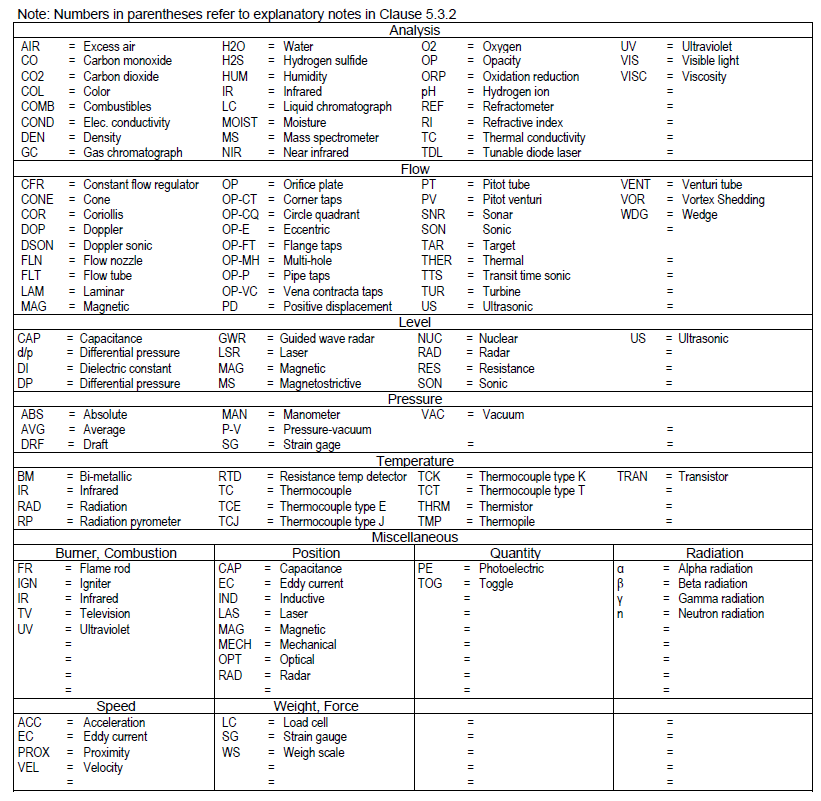 Note: Numbers in parentheses refer to explanatory notes in Clause 5.3.2
Analysis
AIR = Excess air H2O = Water O2 = Oxygen UV = Ultraviolet
CO = Carbon monoxide H2S = Hydrogen sulfide OP = Opacity VIS = Visible light
CO2 = Carbon dioxide HUM = Humidity ORP = Oxidation reduction VISC = Viscosity
COL = Color IR = Infrared pH = Hydrogen ion =
COMB = Combustibles LC = Liquid chromatograph REF = Refractometer =
COND = Elec. conductivity MOIST = Moisture RI = Refractive index =
DEN = Density MS = Mass spectrometer TC = Thermal conductivity =
GC = Gas chromatograph NIR = Near infrared TDL = Tunable diode laser =
Flow
CFR = Constant flow regulator OP = Orifice plate PT = Pitot tube VENT = Venturi tube
CONE = Cone OP-CT = Corner taps PV = Pitot venturi VOR = Vortex Shedding
COR = Coriollis OP-CQ = Circle quadrant SNR = Sonar WDG = Wedge
DOP = Doppler OP-E = Eccentric SON Sonic =
DSON = Doppler sonic OP-FT = Flange taps TAR = Target
FLN = Flow nozzle OP-MH = Multi-hole THER = Thermal =
FLT = Flow tube OP-P = Pipe taps TTS = Transit time sonic =
LAM = Laminar OP-VC = Vena contracta taps TUR = Turbine =
MAG = Magnetic PD = Positive displacement US = Ultrasonic =
Level
CAP = Capacitance GWR = Guided wave radar NUC = Nuclear US = Ultrasonic
d/p = Differential pressure LSR = Laser RAD = Radar =
DI = Dielectric constant MAG = Magnetic RES = Resistance =
DP = Differential pressure MS = Magnetostrictive SON = Sonic =
Pressure
ABS = Absolute MAN = Manometer VAC = Vacuum
AVG = Average P-V = Pressure-vacuum =
DRF = Draft SG = Strain gage = =
Temperature
BM = Bi-metallic RTD = Resistance temp detector TCK = Thermocouple type K TRAN = Transistor
IR = Infrared TC = Thermocouple TCT = Thermocouple type T =
RAD = Radiation TCE = Thermocouple type E THRM = Thermistor =
RP = Radiation pyrometer TCJ = Thermocouple type J TMP = Thermopile =
Miscellaneous
Burner, Combustion Position Quantity Radiation
FR = Flame rod CAP = Capacitance PE = Photoelectric α = Alpha radiation
IGN = Igniter EC = Eddy current TOG = Toggle β = Beta radiation
IR = Infrared IND = Inductive = γ = Gamma radiation
TV = Television LAS = Laser = n = Neutron radiation
UV = Ultraviolet MAG = Magnetic = =
= MECH = Mechanical = =
= OPT = Optical = =
= RAD = Radar = =
= = = =
Speed Weight, Force
ACC = Acceleration LC = Load cell = =
EC = Eddy current SG = Strain gauge = =
PROX = Proximity WS = Weigh scale = =
VEL = Velocity = = =
= = = =